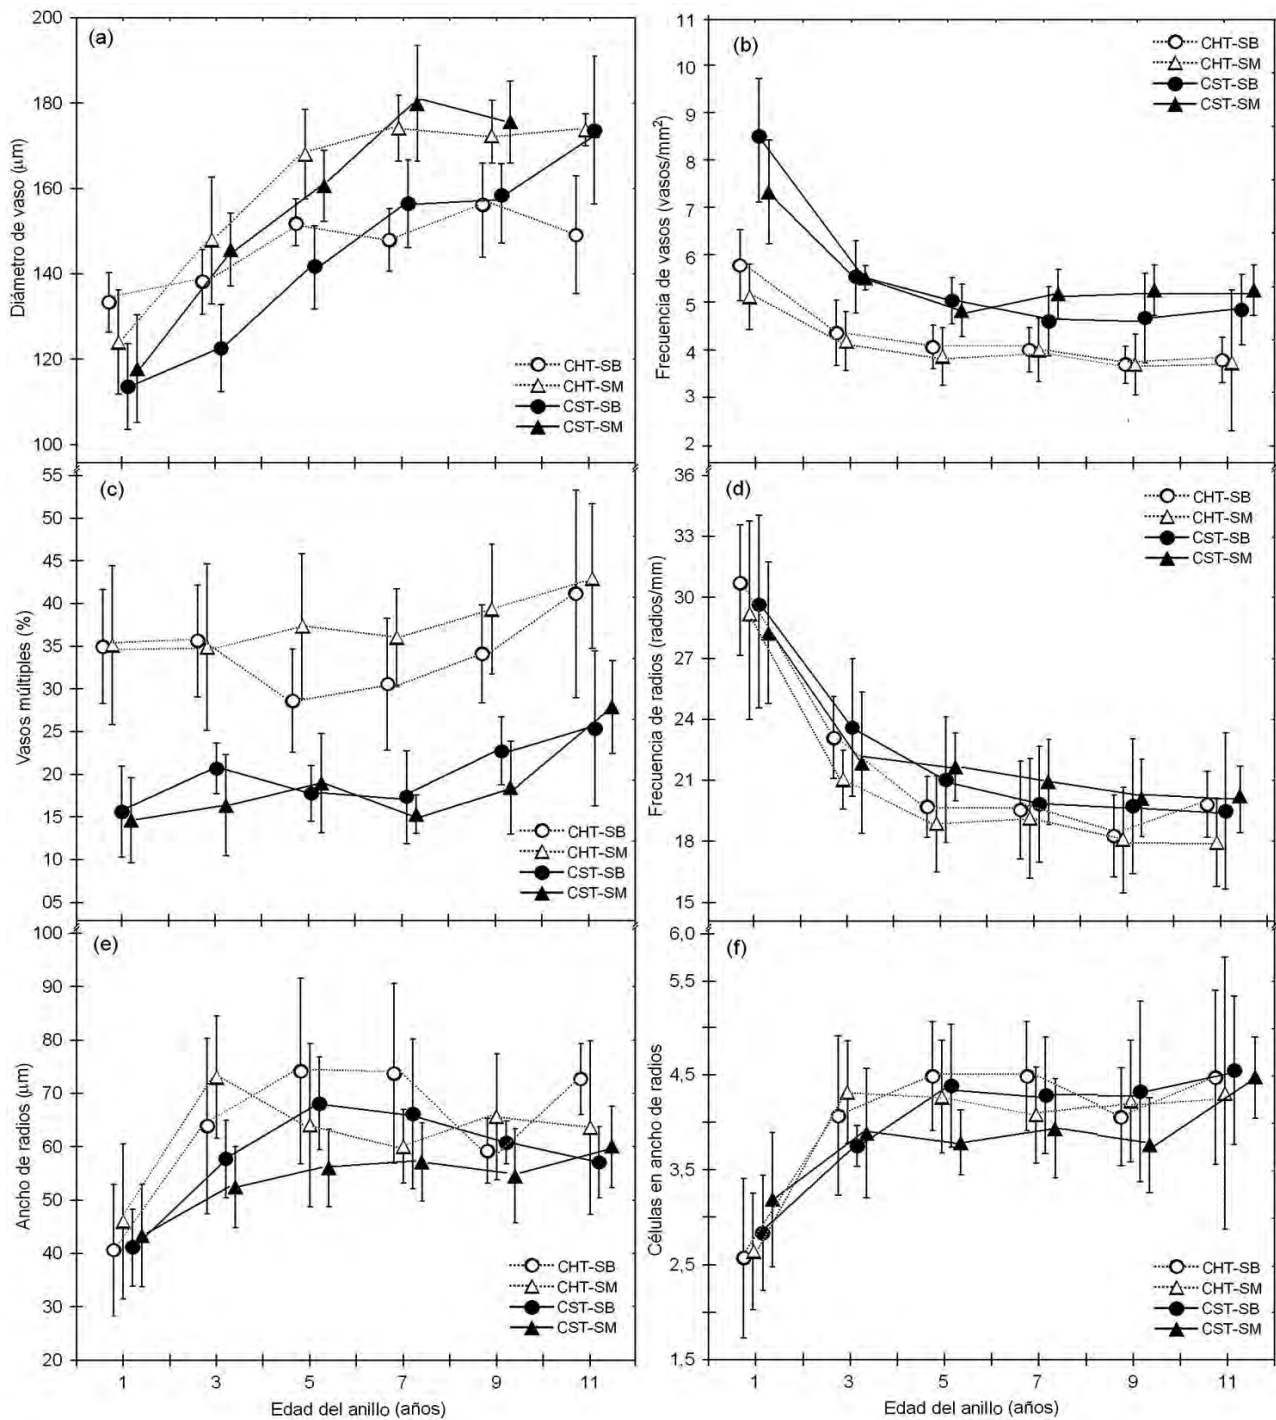 (a)
Diámetro de vaso (µm)
200
180
160
140
120
100
CHT-SB
CHT-SM
CST-SB
CST-SM
(b)
Frecuencia de vasos (vasos/mm²)
11
10
9
8
7
6
5
4
3
2
CHT-SB
CHT-SM
CST-SB
CST-SM
(c)
Vasos múltiples (%)
55
50
45
40
35
30
25
20
15
10
05
CHT-SB
CHT-SM
CST-SB
CST-SM
(d)
Frecuencia de radios (radios/mm)
36
33
30
27
24
21
18
15
CHT-SB
CHT-SM
CST-SB
CST-SM
(e)
Ancho de radios (µm)
100
90
80
70
60
50
40
30
20
CHT-SB
CHT-SM
CST-SB
CST-SM
1 3 5 7 9 11
Edad del anillo (años)
(f)
Células en ancho de radios
6,0
5,5
4,5
3,5
2,5
1,5
CHT-SB
CHT-SM
CST-SB
CST-SM
1 3 5 7 9 11
Edad del anillo (años)